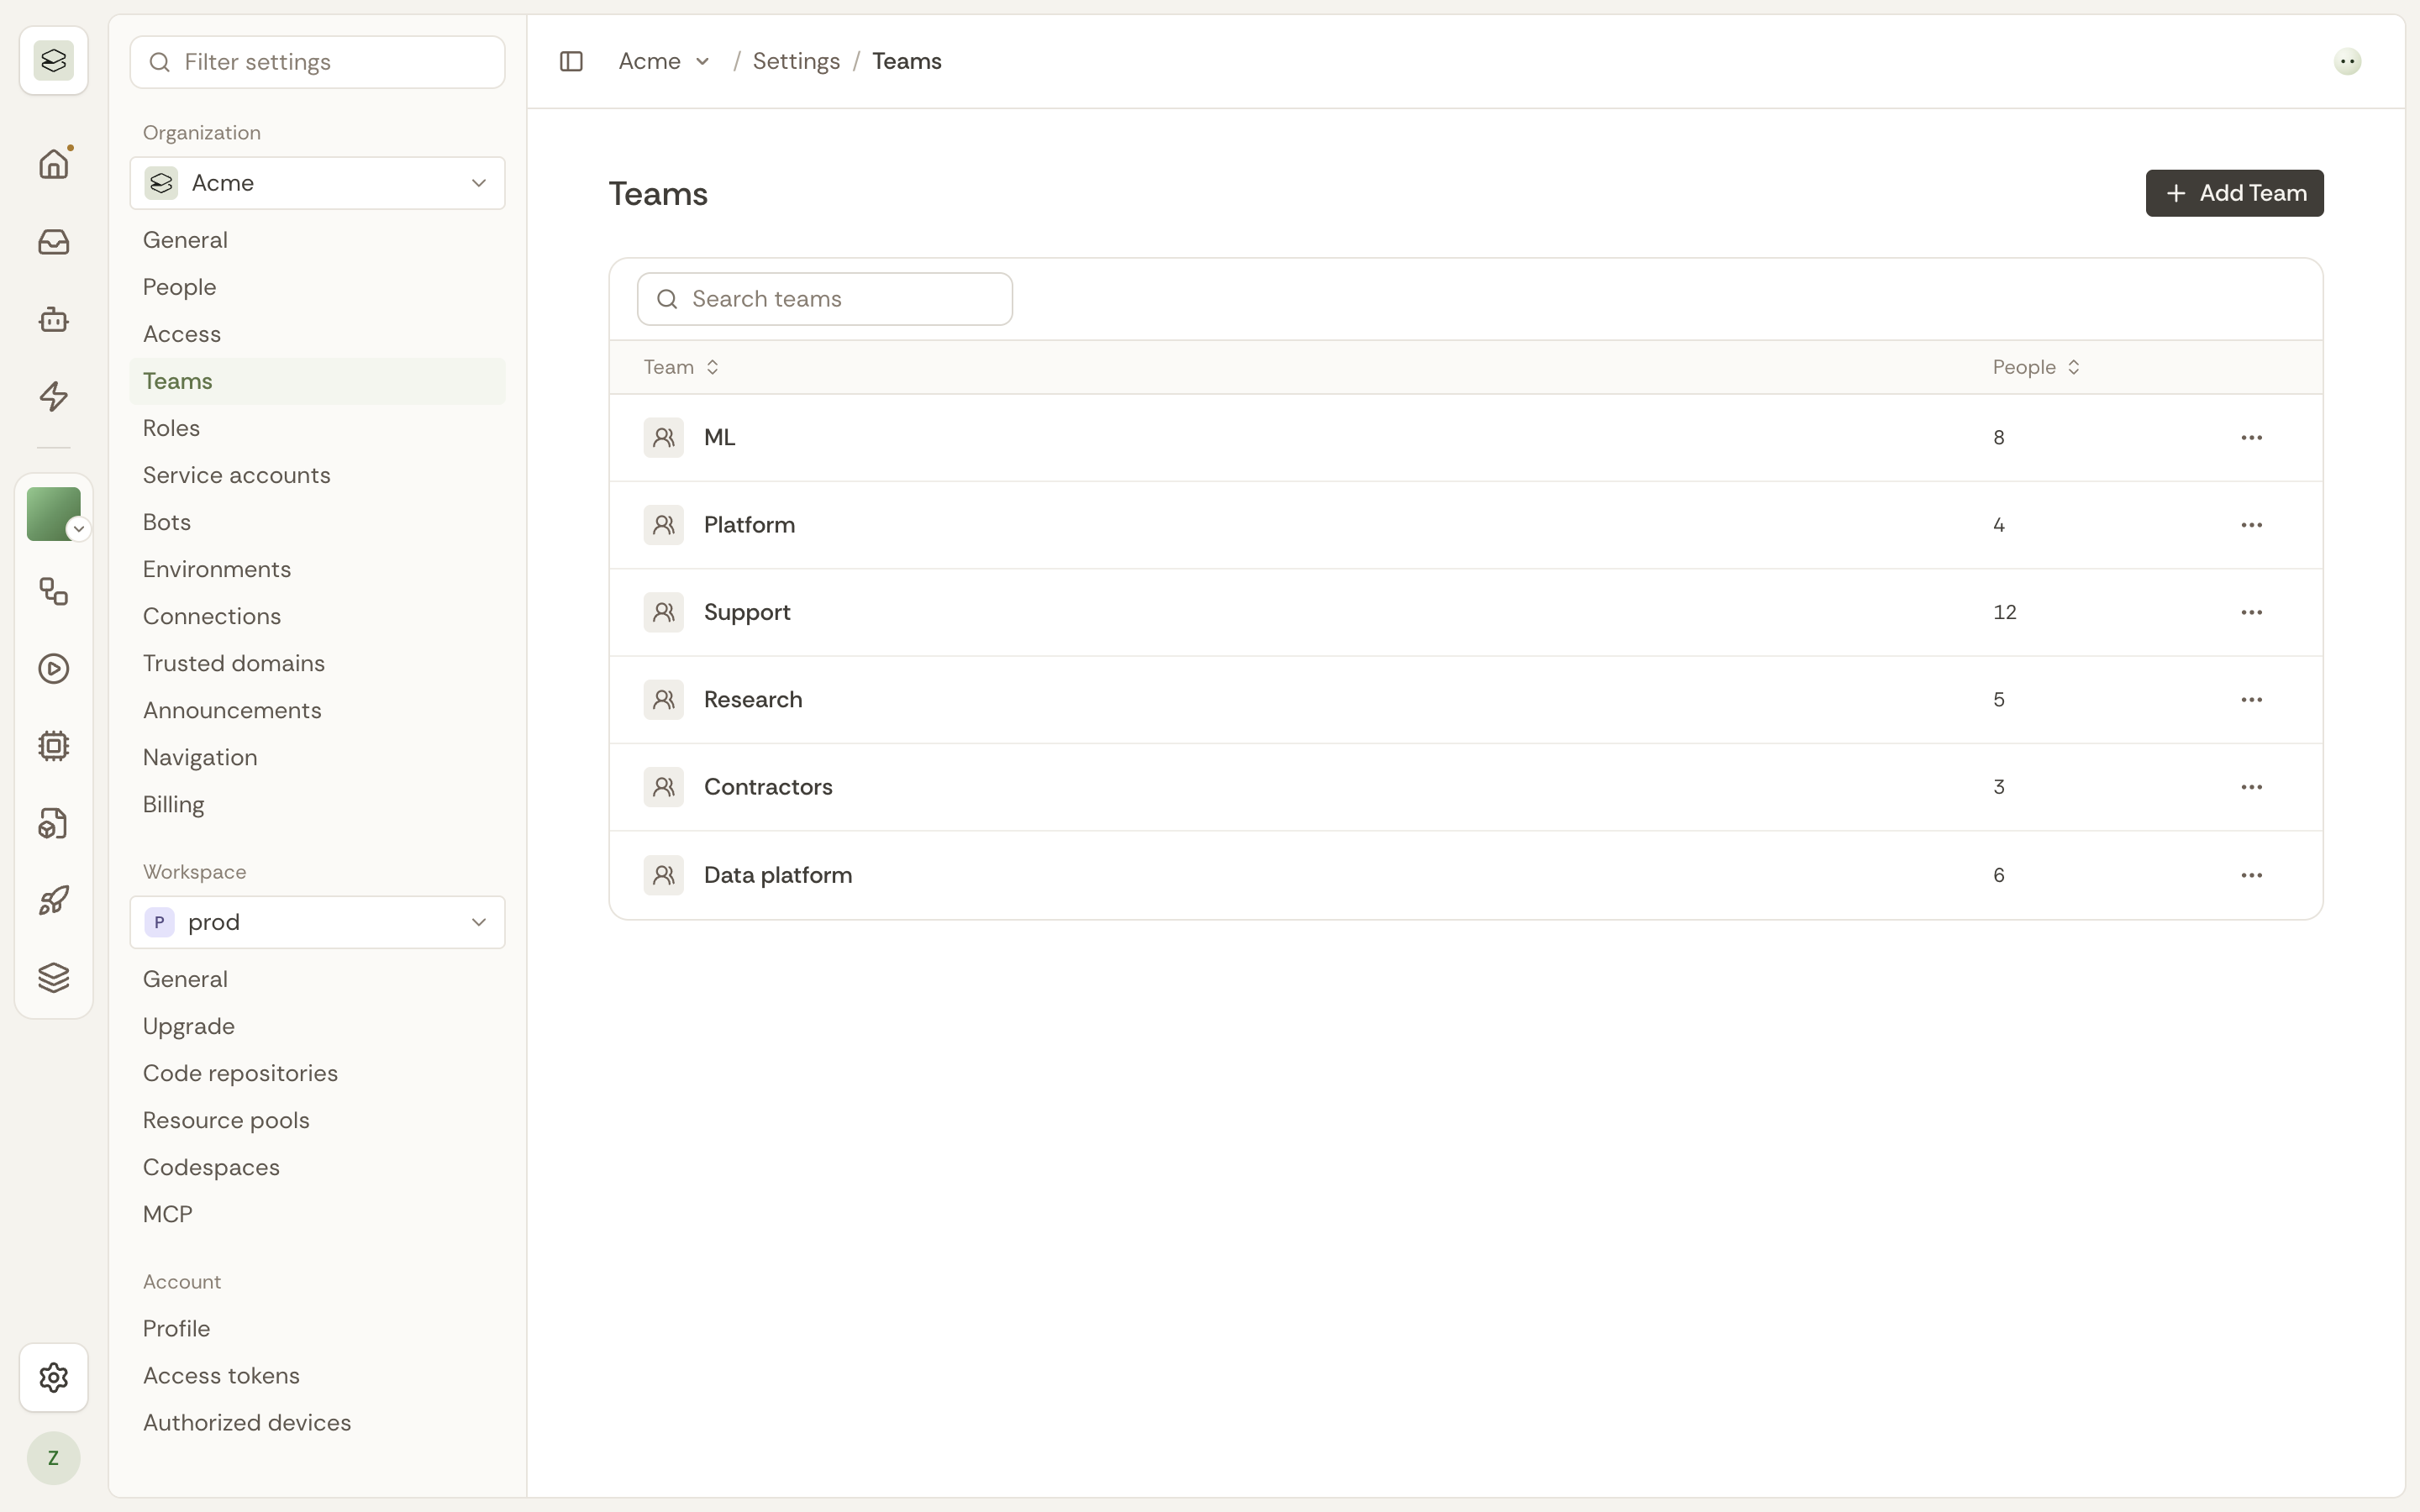 Filter settings
Organization
Acme
General
People
Access
Teams
Roles
Service accounts
Bots
Environments
Connections
Trusted domains
Announcements
Navigation
Billing
Workspace
P prod
General
Upgrade
Code repositories
Resource pools
Codespaces
MCP
Account
Profile
Access tokens
Authorized devices
Z
Acme / Settings / Teams
Teams
Add Team
Search teams
Team People
ML 8
Platform 4
Support 12
Research 5
Contractors 3
Data platform 6